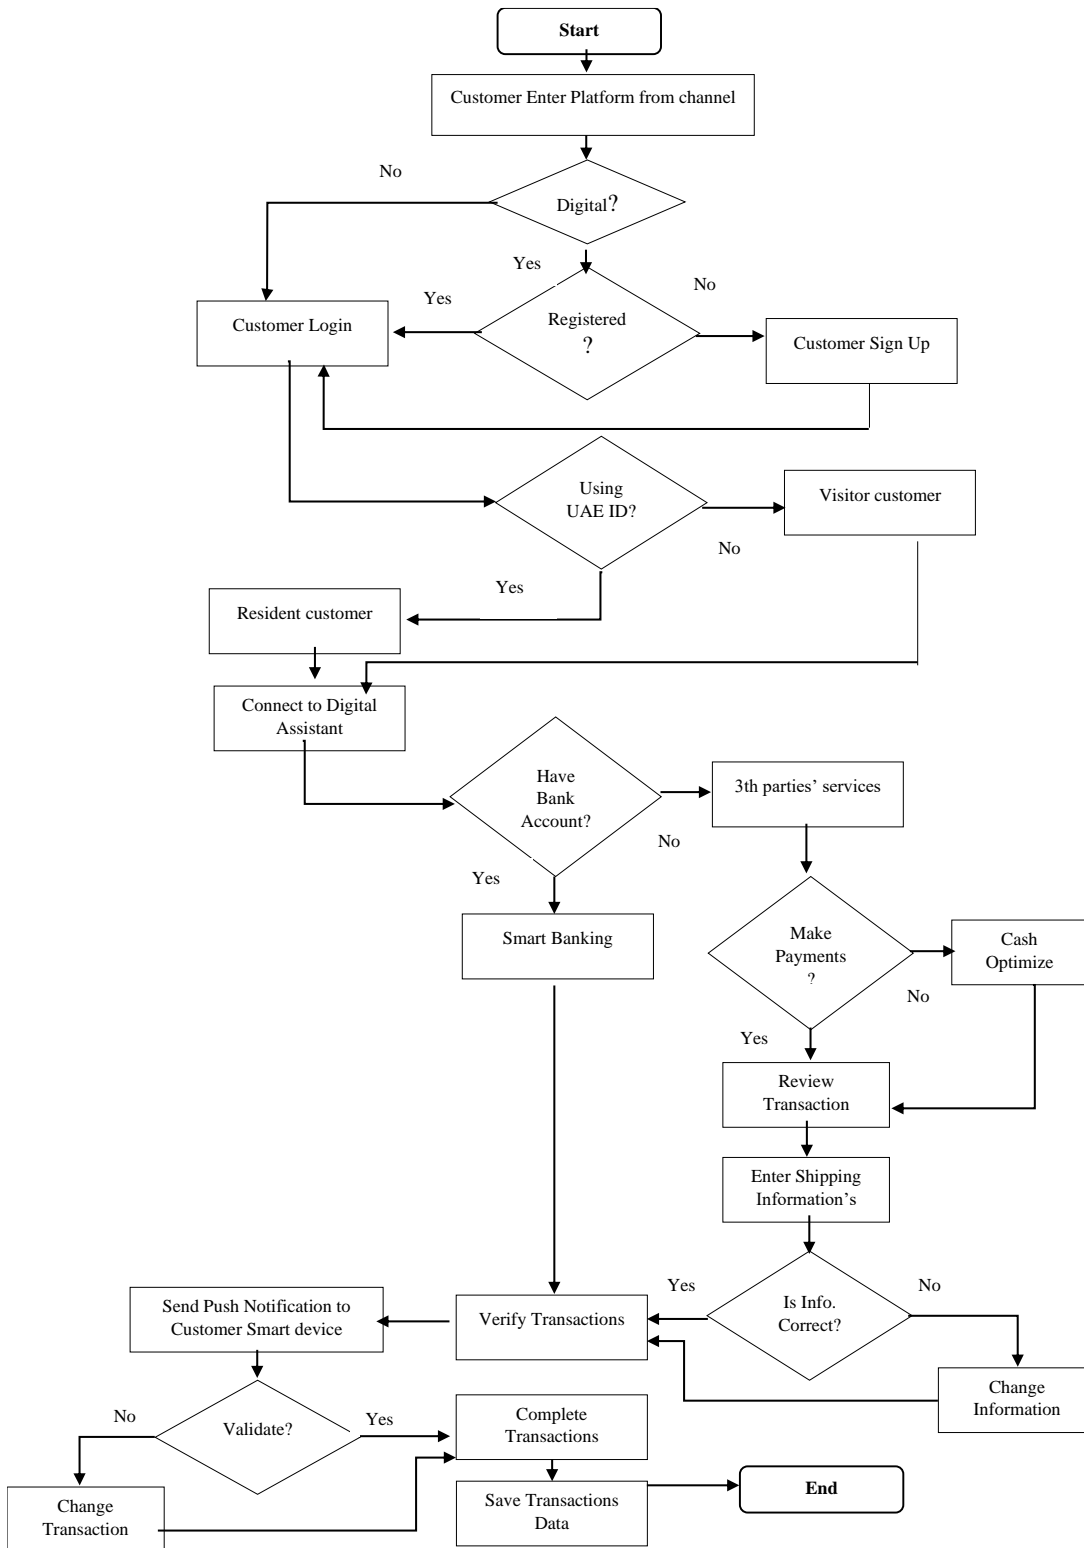 Start
Customer Enter Platform from channel
No
Digital?
Yes
Yes
No
Customer Login
Registered
?
Customer Sign Up
Using
UAE ID?
Visitor customer
No
Yes
Resident customer
Connect to Digital
Assistant
Have
Bank
Account?
3th parties’ services
No
Yes
Smart Banking
Make
Payments
?
Cash
Optimize
No
Yes
Review
Transaction
Enter Shipping
Information’s
Yes
No
Is Info.
Correct?
Send Push Notification to
Customer Smart device
Verify Transactions
Change
Information
No
Validate?
Yes
Complete
Transactions
Change
Transaction
Save Transactions
Data
End